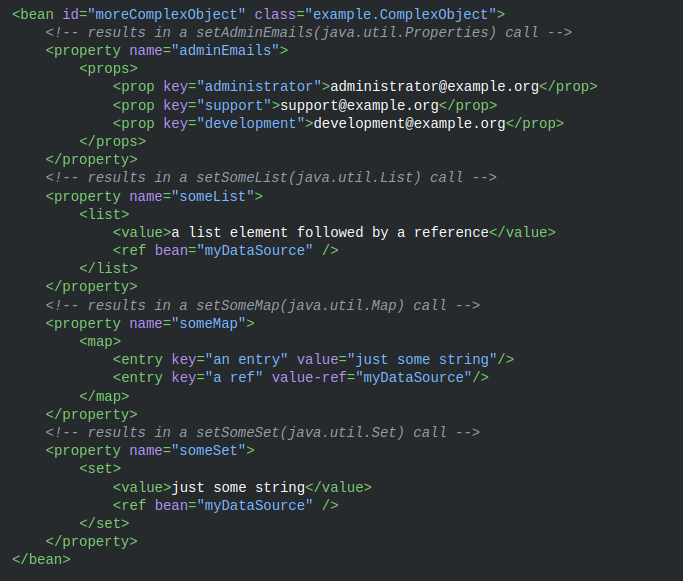 <bean id="moreComplexObject" class="example.ComplexObject">
    <!-- results in a setAdminEmails(java.util.Properties) call -->
    <property name="adminEmails">
        <props>
            <prop key="administrator">administrator@example.org</prop>
            <prop key="support">support@example.org</prop>
            <prop key="development">development@example.org</prop>
        </props>
    </property>
    <!-- results in a setSomeList(java.util.List) call -->
    <property name="someList">
        <list>
            <value>a list element followed by a reference</value>
            <ref bean="myDataSource" />
        </list>
    </property>
    <!-- results in a setSomeMap(java.util.Map) call -->
    <property name="someMap">
        <map>
            <entry key="an entry" value="just some string"/>
            <entry key="a ref" value-ref="myDataSource"/>
        </map>
    </property>
    <!-- results in a setSomeSet(java.util.Set) call -->
    <property name="someSet">
        <set>
            <value>just some string</value>
            <ref bean="myDataSource" />
        </set>
    </property>
</bean>